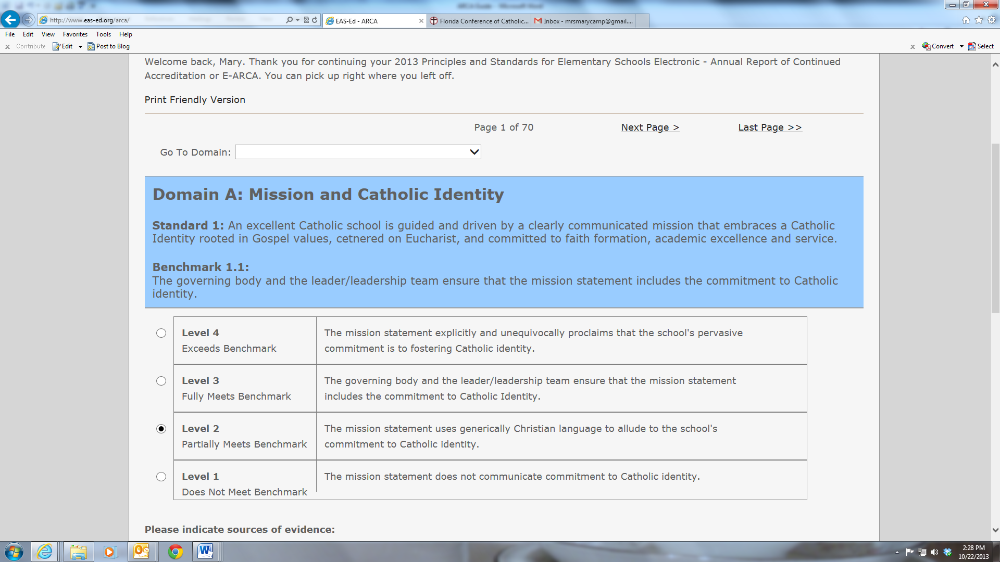 ARCA Guide - Microsoft Word
http://www.eas-ed.org/arca/
EAS-Ed - ARCA
Florida Conference of Catholic...
Inbox - mrsmarycamp@gmail....
File Edit View Favorites Tools Help
x Contribute Edit Post to Blog
x Convert Select
Welcome back, Mary. Thank you for continuing your 2013 Principles and Standards for Elementary Schools Electronic - Annual Report of Continued
Accreditation or E-ARCA. You can pick up right where you left off.
Print Friendly Version
Page 1 of 70 Next Page > Last Page >>
Go To Domain:
Domain A: Mission and Catholic Identity
Standard 1: An excellent Catholic school is guided and driven by a clearly communicated mission that embraces a Catholic
Identity rooted in Gospel values, cetnered on Eucharist, and committed to faith formation, academic excellence and service.
Benchmark 1.1:
The governing body and the leader/leadership team ensure that the mission statement includes the commitment to Catholic
identity.
Level 4
Exceeds Benchmark
The mission statement explicitly and unequivocally proclaims that the school's pervasive
commitment is to fostering Catholic identity.
Level 3
Fully Meets Benchmark
The governing body and the leader/leadership team ensure that the mission statement
includes the commitment to Catholic Identity.
Level 2
Partially Meets Benchmark
The mission statement uses generically Christian language to allude to the school's
commitment to Catholic identity.
Level 1
Does Not Meet Benchmark
The mission statement does not communicate commitment to Catholic identity.
Please indicate sources of evidence:
2:28 PM
10/22/2013